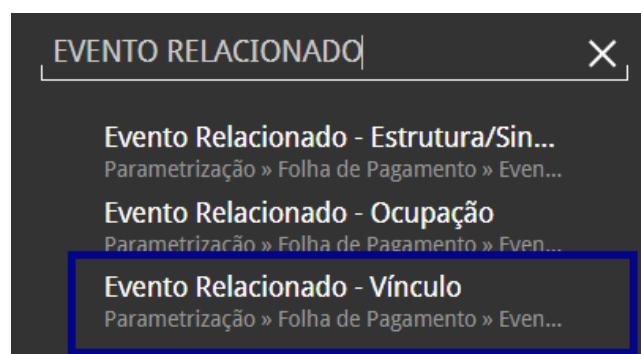 EVENTO RELACIONADO
Evento Relacionado - Estrutura/Sin...
Parametrização » Folha de Pagamento » Even...
Evento Relacionado - Ocupação
Parametrização » Folha de Pagamento » Even...
Evento Relacionado - Vínculo
Parametrização » Folha de Pagamento » Even...